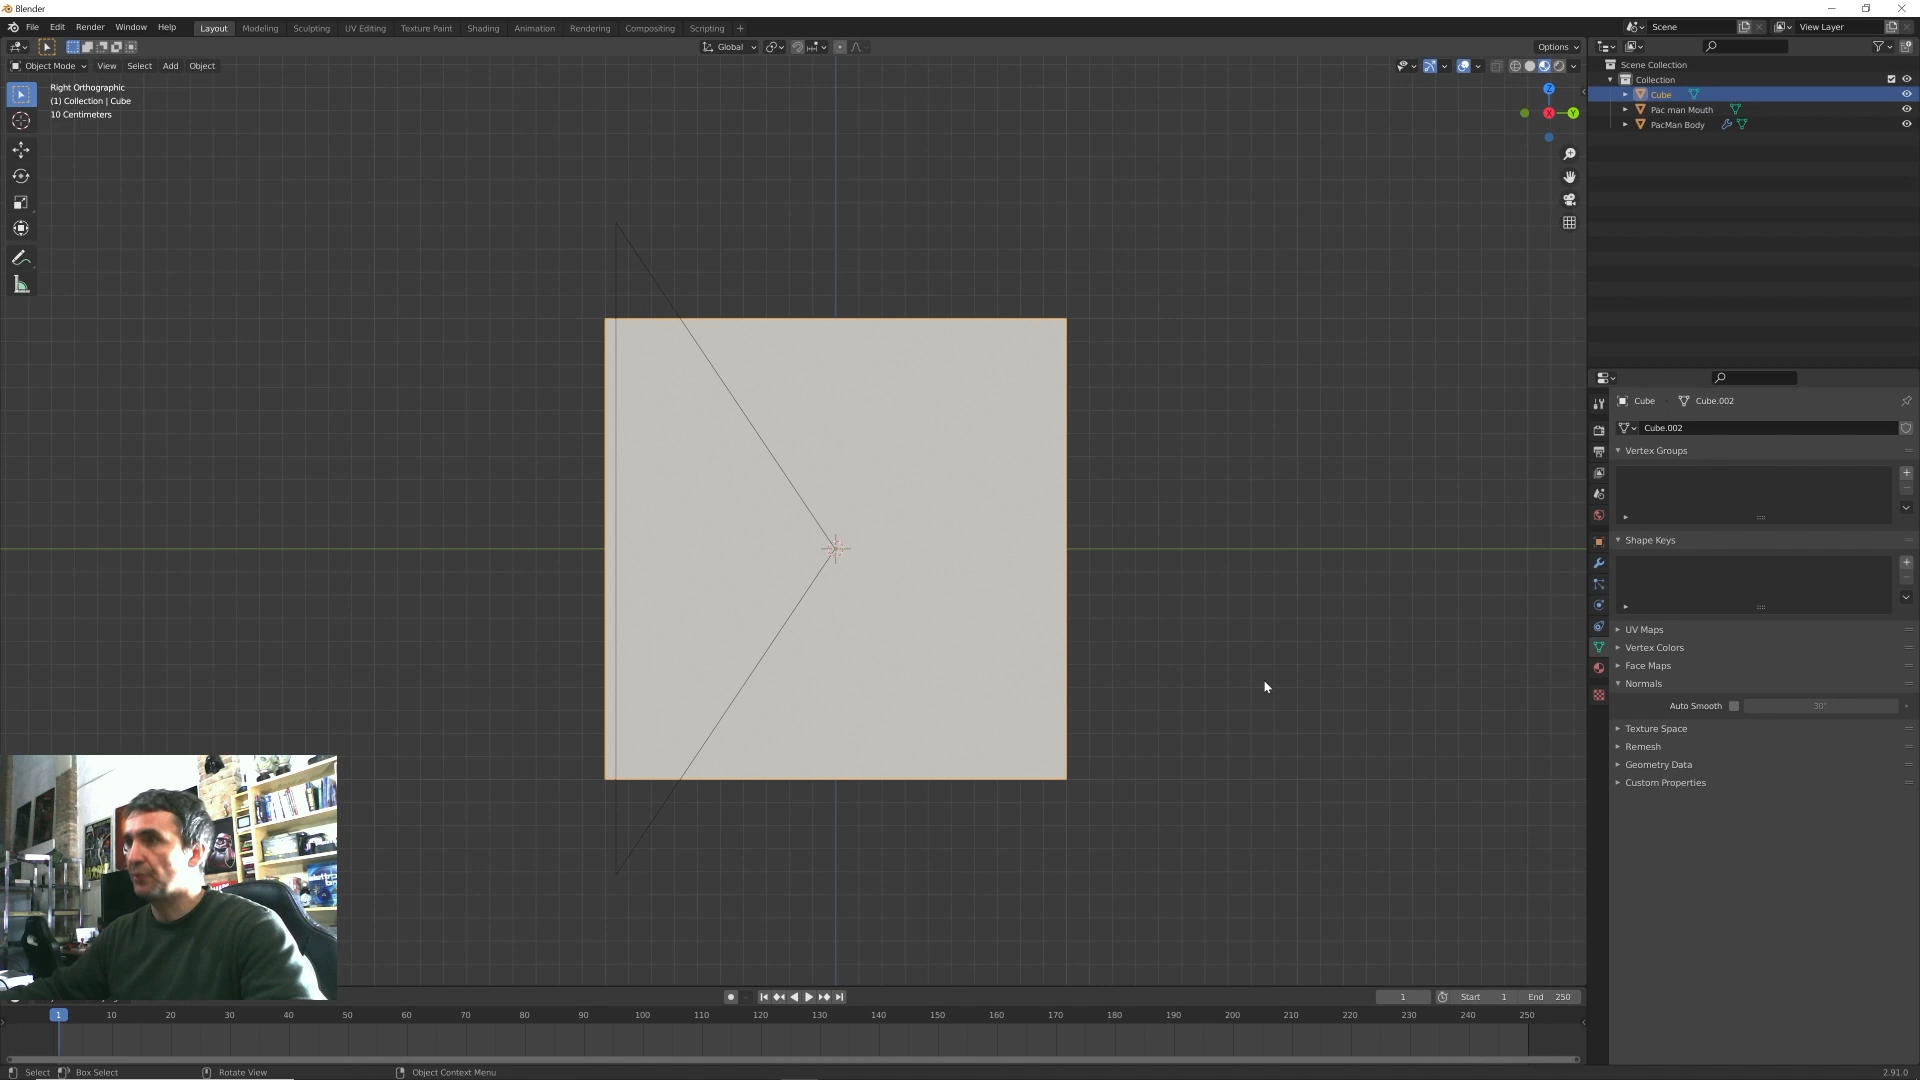 Blender
File Edit Render Window Help
Layout Modeling Sculpting UV Editing Texture Paint Shading Animation Rendering Compositing Scripting +
Scene
View Layer
Global
Options
Object Mode View Select Add Object
Right Orthographic
(1) Collection | Cube
10 Centimeters
Z
X
Y
Scene Collection
Collection
Cube
Pac man Mouth
PacMan Body
Cube Cube.002
Cube.002
Vertex Groups
Shape Keys
UV Maps
Vertex Colors
Face Maps
Normals
Auto Smooth 30°
Texture Space
Remesh
Geometry Data
Custom Properties
1 Start 1 End 250
1 10 20 30 40 50 60 70 80 90 100 110 120 130 140 150 160 170 180 190 200 210 220 230 240 250
Select Box Select Rotate View Object Context Menu 2.91.0